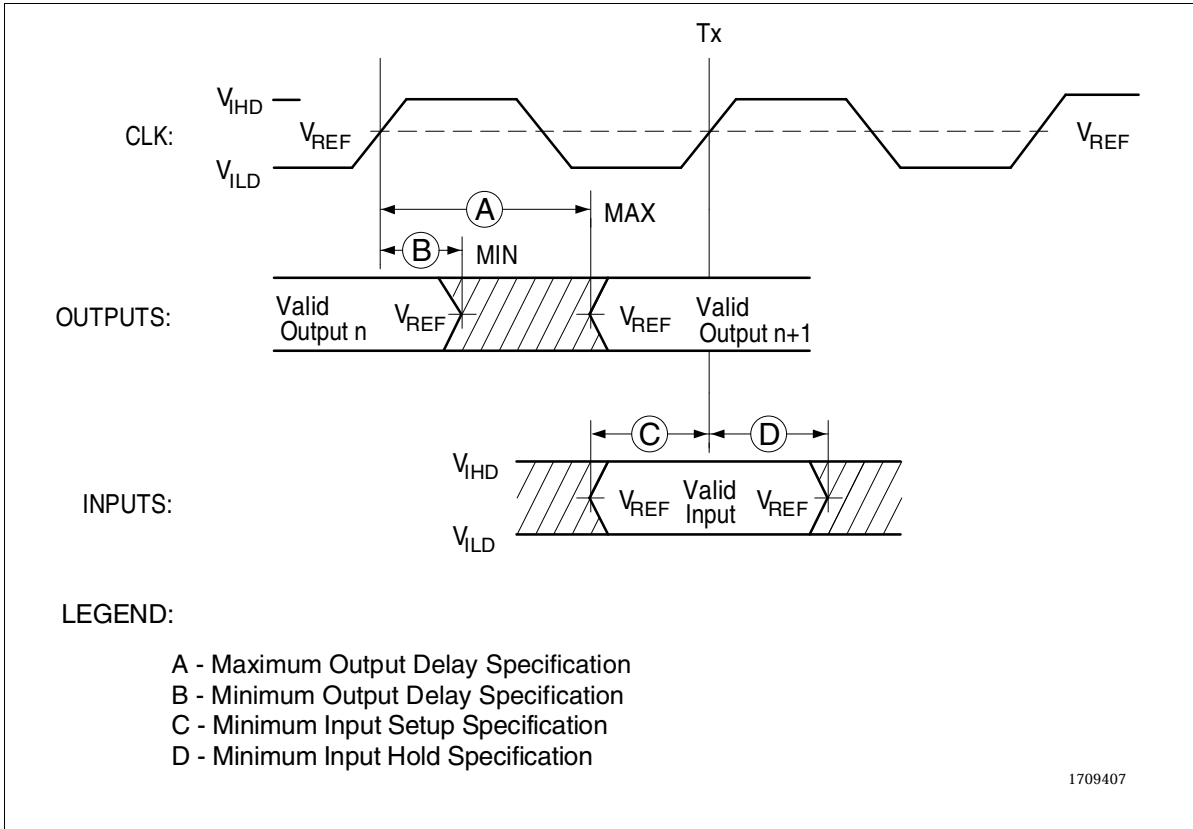 Tx
V_IHD
CLK:
V_REF
V_REF
V_ILD
A
MAX
B
MIN
OUTPUTS:
Valid
Output n
V_REF
V_REF
Valid
Output n+1
C
D
V_IHD
INPUTS:
V_REF
Valid
Input
V_REF
V_ILD
LEGEND:
A - Maximum Output Delay Specification
B - Minimum Output Delay Specification
C - Minimum Input Setup Specification
D - Minimum Input Hold Specification
1709407